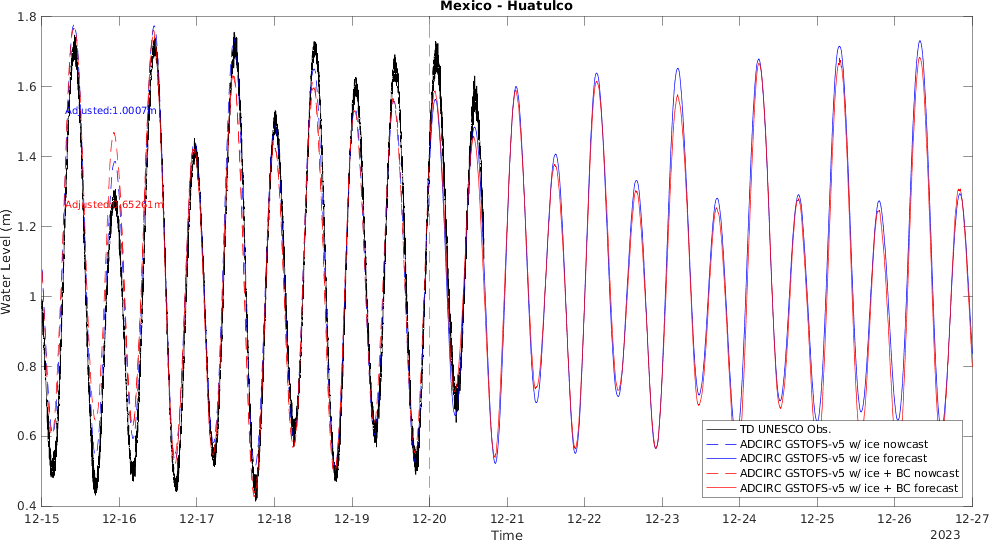 Mexico - Huatulco
1.8
1.6
1.4
1.2
1
0.8
0.6
0.4
Water Level (m)
Adjusted:1.0007m
TD UNESCO Obs.
ADCIRC GSTOFS-v5 w/ ice nowcast
ADCIRC GSTOFS-v5 w/ ice forecast
ADCIRC GSTOFS-v5 w/ ice + BC nowcast
ADCIRC GSTOFS-v5 w/ ice + BC forecast
12-15 12-16 12-17 12-18 12-19 12-20 12-21 12-22 12-23 12-24 12-25 12-26 12-27
Time
2023